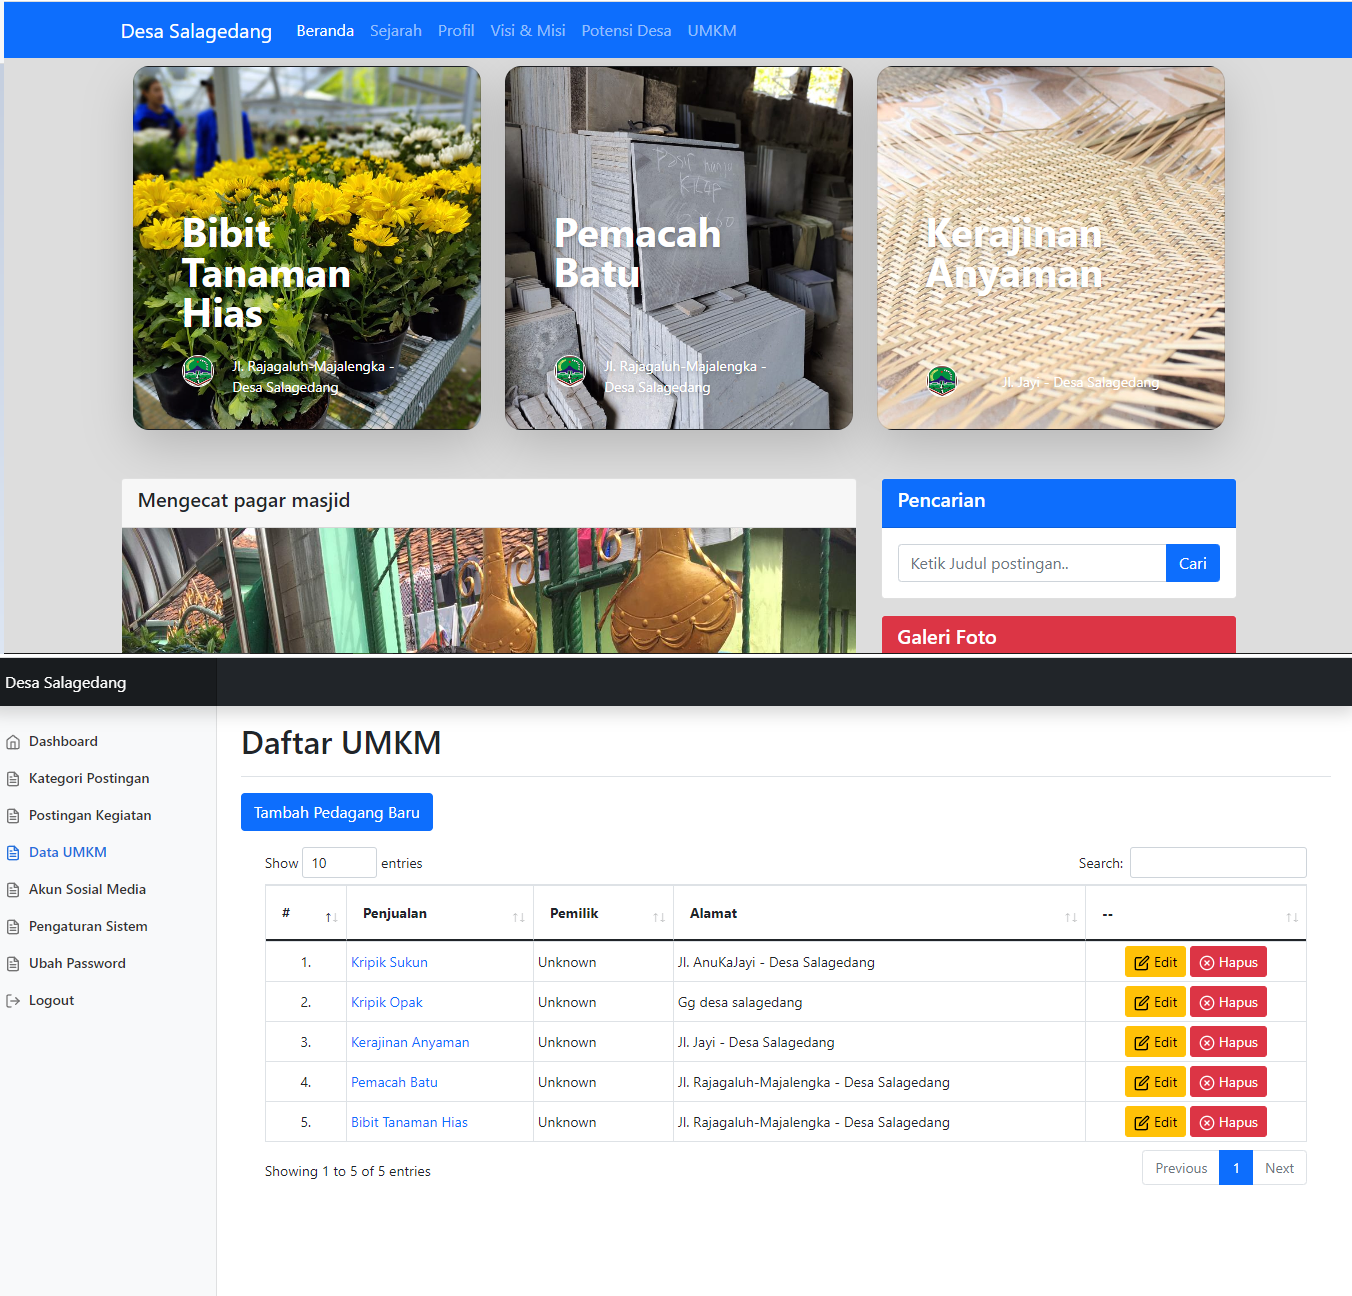 Desa Salagedang Beranda Sejarah Profil Visi & Misi Potensi Desa UMKM
Pasir
KILAP
Bibit
Tanaman
Hias
Jl. Rajagaluh-Majalengka -
Desa Salagedang
Pemacah
Batu
Jl. Rajagaluh-Majalengka -
Desa Salagedang
Kerajinan
Anyaman
Jl. Jayi - Desa Salagedang
Mengecat pagar masjid
Pencarian
Ketik Judul postingan.. Cari
Galeri Foto
Desa Salagedang
Dashboard
Kategori Postingan
Postingan Kegiatan
Data UMKM
Akun Sosial Media
Pengaturan Sistem
Ubah Password
Logout
Daftar UMKM
Tambah Pedagang Baru
Show 10 entries Search:
# Penjualan Pemilik Alamat --
1. Kripik Sukun Unknown Jl. AnuKaJayi - Desa Salagedang Edit Hapus
2. Kripik Opak Unknown Gg desa salagedang Edit Hapus
3. Kerajinan Anyaman Unknown Jl. Jayi - Desa Salagedang Edit Hapus
4. Pemacah Batu Unknown Jl. Rajagaluh-Majalengka - Desa Salagedang Edit Hapus
5. Bibit Tanaman Hias Unknown Jl. Rajagaluh-Majalengka - Desa Salagedang Edit Hapus
Showing 1 to 5 of 5 entries Previous 1 Next